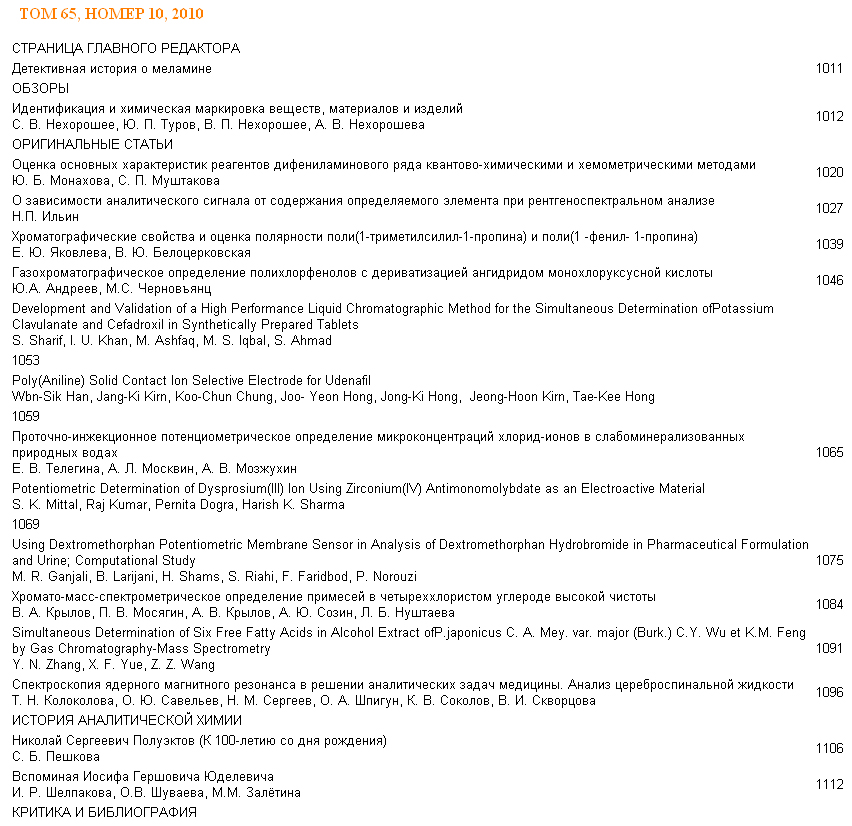 ТОМ 65, НОМЕР 10, 2010
СТРАНИЦА ГЛАВНОГО РЕДАКТОРА
Детективная история о меламине 1011
ОБЗОРЫ
Идентификация и химическая маркировка веществ, материалов и изделий
С. В. Нехорошее, Ю. П. Туров, В. П. Нехорошее, А. В. Нехорошева 1012
ОРИГИНАЛЬНЫЕ СТАТЬИ
Оценка основных характеристик реагентов дифениламинового ряда квантово-химическими и хемометрическими методами
Ю. Б. Монахова, С. П. Муштакова 1020
О зависимости аналитического сигнала от содержания определяемого элемента при рентгеноспектральном анализе
Н.П. Ильин 1027
Хроматографические свойства и оценка полярности поли(1-триметилсилил-1-пропина) и поли(1 -фенил- 1-пропина)
Е. Ю. Яковлева, В. Ю. Белоцерковская 1039
Газохроматографическое определение полихлорфенолов с дериватизацией ангидридом монохлоруксусной кислоты
Ю.А. Андреев, М.С. Черновъянц 1046
Development and Validation of a High Performance Liquid Chromatographic Method for the Simultaneous Determination ofPotassium
Clavulanate and Cefadroxil in Synthetically Prepared Tablets
S. Sharif, I. U. Khan, M. Ashfaq, M. S. Iqbal, S. Ahmad
1053
Poly(Aniline) Solid Contact Ion Selective Electrode for Udenafil
Wbn-Sik Han, Jang-Ki Kirn, Koo-Chun Chung, Joo- Yeon Hong, Jong-Ki Hong, Jeong-Hoon Kirn, Tae-Kee Hong
1059
Проточно-инжекционное потенциометрическое определение микроконцентраций хлорид-ионов в слабоминерализованных
природных водах 1065
Е. В. Телегина, А. Л. Москвин, А. В. Мозжухин
Potentiometric Determination of Dysprosium(III) Ion Using Zirconium(IV) Antimonomolybdate as an Electroactive Material
S. K. Mittal, Raj Kumar, Pernita Dogra, Harish K. Sharma
1069
Using Dextromethorphan Potentiometric Membrane Sensor in Analysis of Dextromethorphan Hydrobromide in Pharmaceutical Formulation
and Urine; Computational Study 1075
M. R. Ganjali, B. Larijani, H. Shams, S. Riahi, F. Faridbod, P. Norouzi
Хромато-масс-спектрометрическое определение примесей в четыреххлористом углероде высокой чистоты
В. А. Крылов, П. В. Мосягин, А. В. Крылов, А. Ю. Созин, Л. Б. Нуштаева 1084
Simultaneous Determination of Six Free Fatty Acids in Alcohol Extract ofP.japonicus C. A. Mey. var. major (Burk.) C.Y. Wu et K.M. Feng
by Gas Chromatography-Mass Spectrometry 1091
Y. N. Zhang, X. F. Yue, Z. Z. Wang
Спектроскопия ядерного магнитного резонанса в решении аналитических задач медицины. Анализ цереброспинальной жидкости
Т. Н. Колоколова, О. Ю. Савельев, Н. М. Сергеев, О. А. Шпигун, К. В. Соколов, В. И. Скворцова 1096
ИСТОРИЯ АНАЛИТИЧЕСКОЙ ХИМИИ
Николай Сергеевич Полуэктов (К 100-летию со дня рождения)
С. Б. Пешкова 1106
Вспоминая Иосифа Гершовича Юделевича
И. Р. Шелпакова, О.В. Шуваева, М.М. Залётина 1112
КРИТИКА И БИБЛИОГРАФИЯ